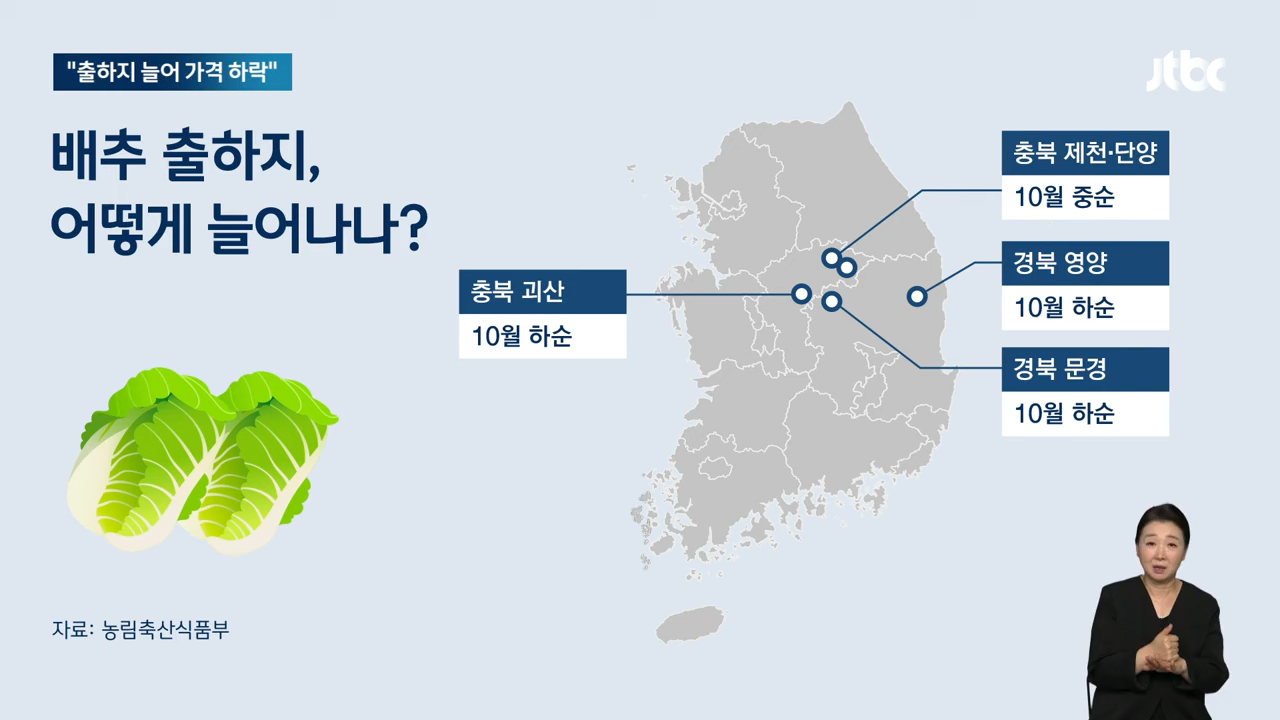 "출하지 늘어 가격 하락"
jtbc
배추 출하지,
어떻게 늘어나나?
충북 제천·단양
10월 중순
경북 영양
10월 하순
충북 괴산
10월 하순
경북 문경
10월 하순
자료: 농림축산식품부